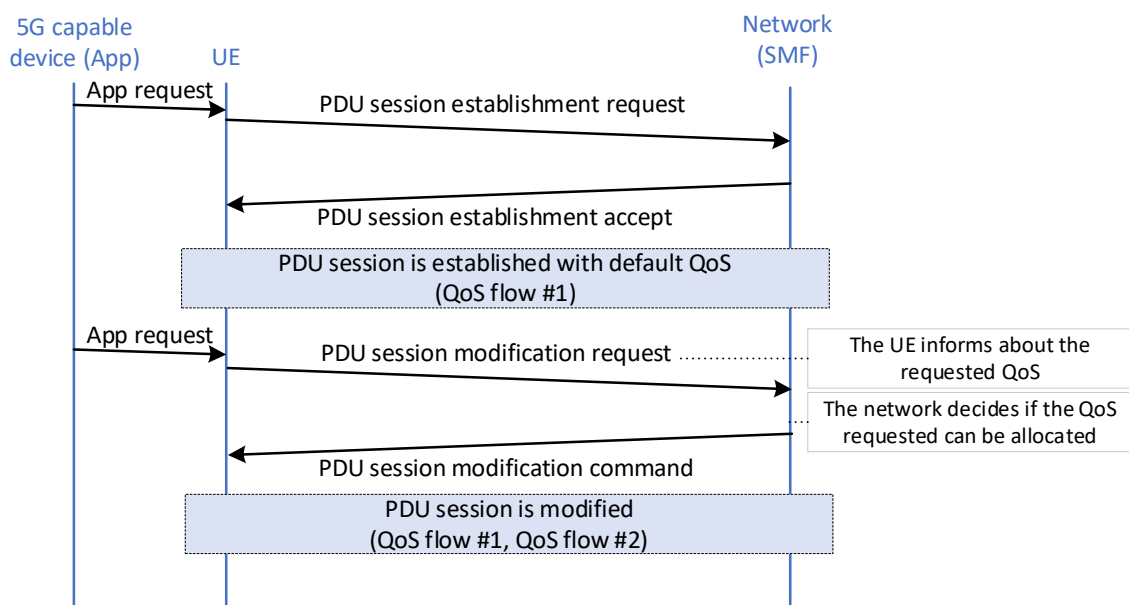 5G capable
device (App)
UE
Network
(SMF)
App request
PDU session establishment request
PDU session establishment accept
PDU session is established with default QoS
(QoS flow #1)
App request
PDU session modification request
The UE informs about the
requested QoS
The network decides if the QoS
requested can be allocated
PDU session modification command
PDU session is modified
(QoS flow #1, QoS flow #2)